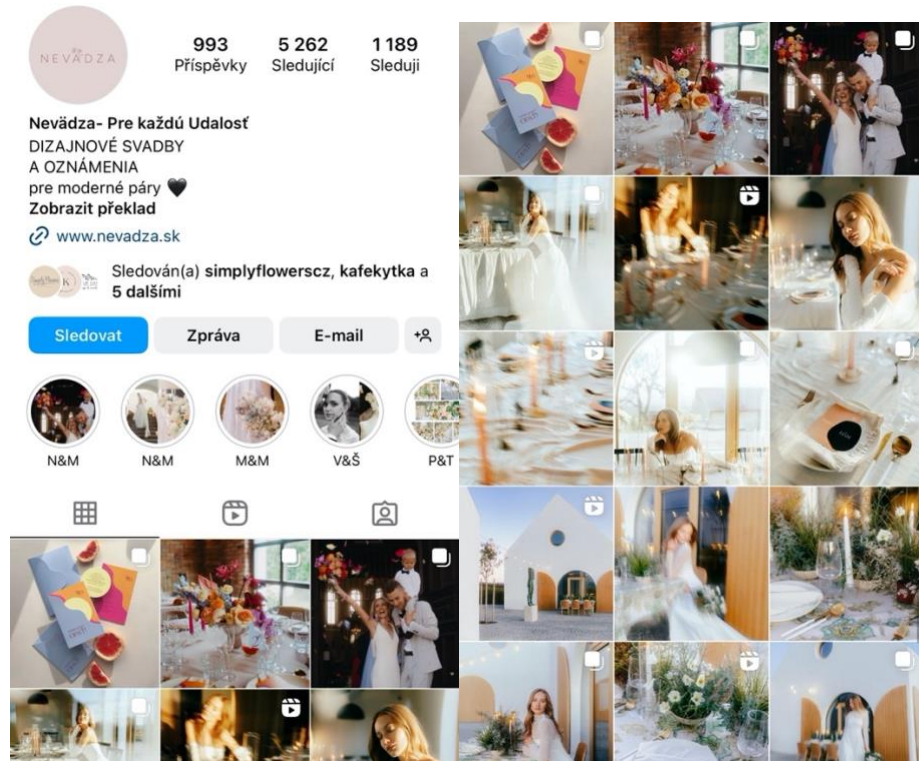 NEVÄDZA
993
5 262
1 189
Příspěvky
Sledující
Sleduji
Nevädza- Pre každú Udalosť
DIZAJNOVÉ SVADBY
A OZNÁMENIA
pre moderné páry 🖤
Zobrazit překlad
www.nevadza.sk
Sledován(a) simplyflowerscz, kafekytka a
5 dalšími
Sledovat
Zpráva
E-mail
N&M
N&M
M&M
V&Š
P&T